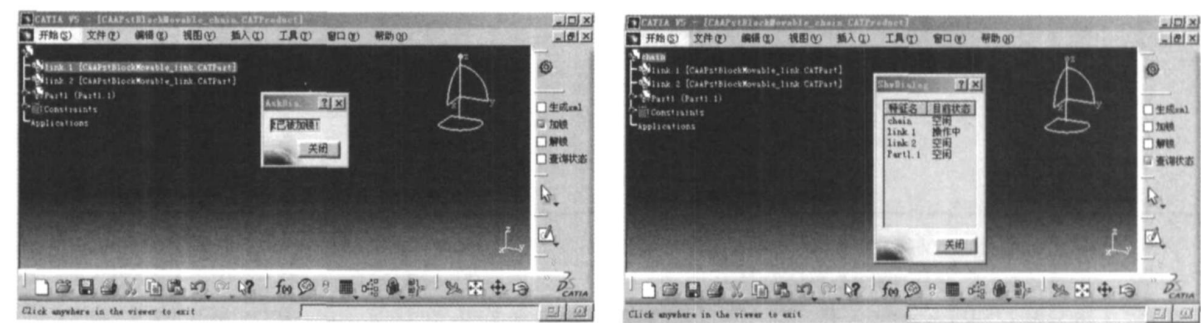 CATIA V5 - [CAAPstBlockMovable_chain.CATProduct]
开始(S) 文件(F) 编辑(E) 视图(V) 插入(I) 工具(T) 窗口(W) 帮助(H)
link 1 [CAAPstBlockMovable_link.CATPart]
link 2 [CAAPstBlockMovable_link.CATPart]
Part1 (Part1.1)
Constraints
Applications
z
y
已被加锁!
关闭
生成xml
加锁
解锁
查询状态
z
x
y
CATIA
Click anywhere in the viewer to exit
CATIA V5 - [CAAPstBlockMovable_chain.CATProduct]
开始(S) 文件(F) 编辑(E) 视图(V) 插入(I) 工具(T) 窗口(W) 帮助(H)
chain
link 1 [CAAPstBlockMovable_link.CATPart]
link 2 [CAAPstBlockMovable_link.CATPart]
Part1 (Part1.1)
Constraints
Applications
z
y
特征名 目前状态
chain 空闲
link 1 操作中
link 2 空闲
Part1.1 空闲
关闭
生成xml
加锁
解锁
查询状态
z
x
y
CATIA
Click anywhere in the viewer to exit